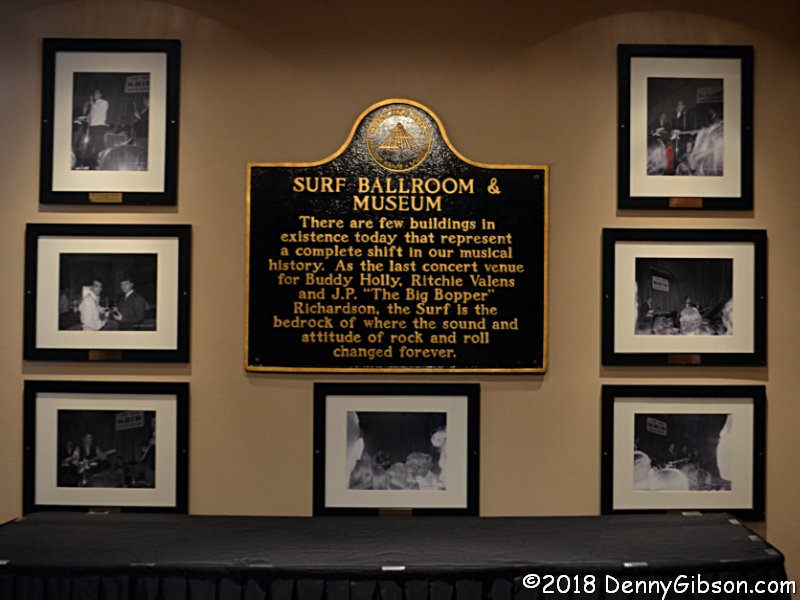 SURF BALLROOM &
MUSEUM
There are few buildings in
existence today that represent
a complete shift in our musical
history. As the last concert venue
for Buddy Holly, Ritchie Valens
and J.P. "The Big Bopper"
Richardson, the Surf is the
bedrock of where the sound and
attitude of rock and roll
changed forever.
©2018 DennyGibson.com